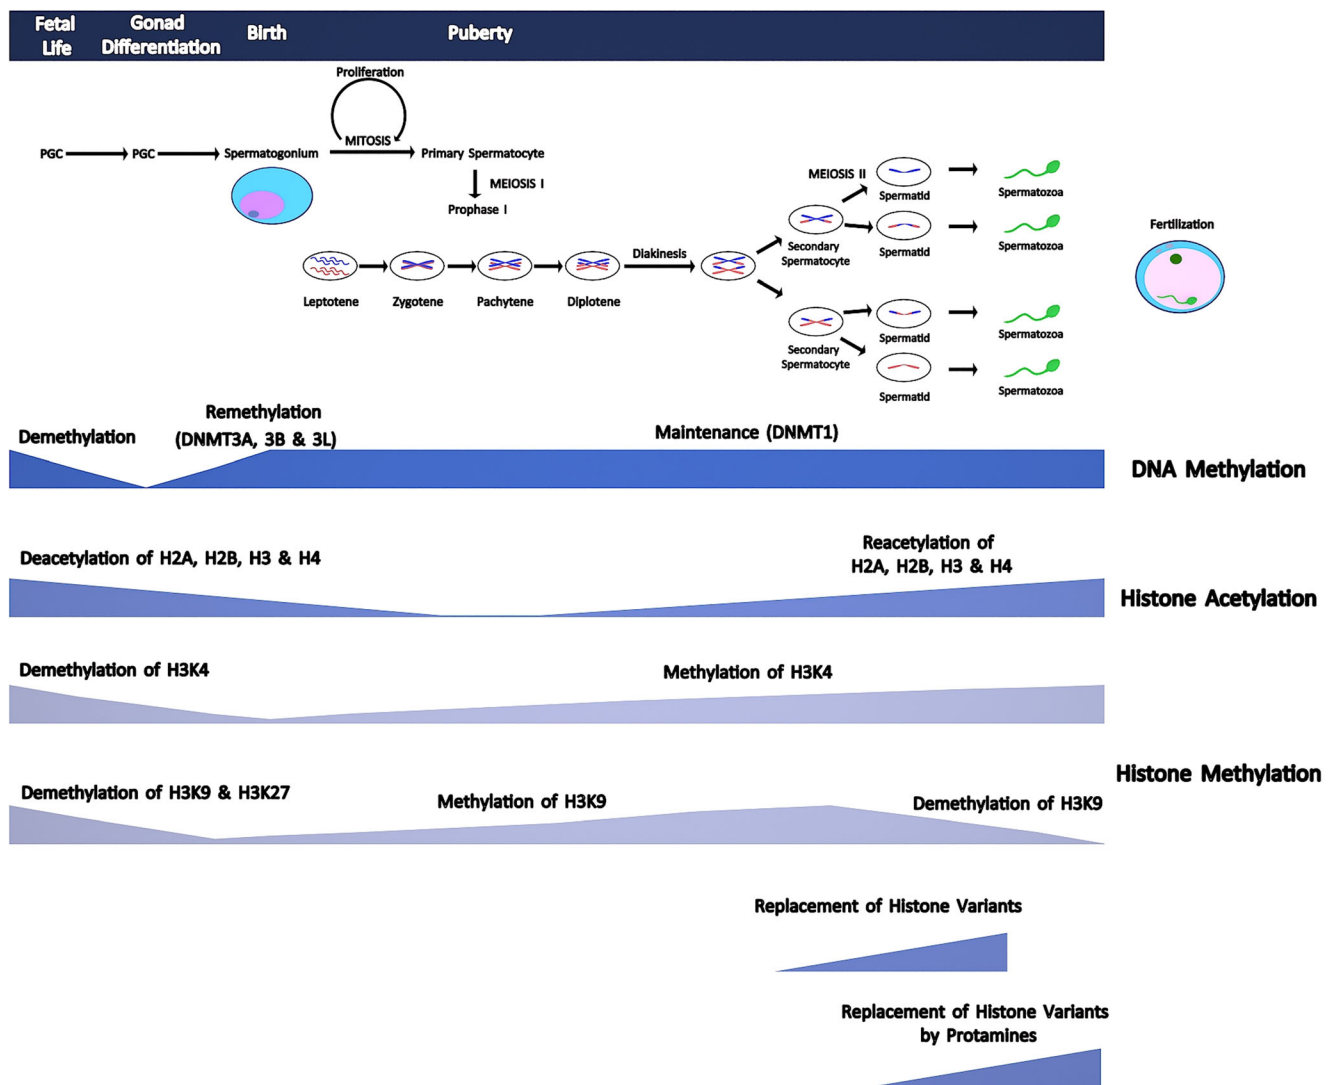 Fetal
Life
Gonad
Differentiation
Birth
Puberty
Proliferation
MITOSIS
PGC
PGC
Spermatogonium
Primary Spermatocyte
MEIOSIS I
Prophase I
Leptotene
Zygotene
Pachytene
Diplotene
Diakinesis
Secondary
Spermatocyte
Secondary
Spermatocyte
MEIOSIS II
Spermatid
Spermatid
Spermatid
Spermatid
Spermatozoa
Spermatozoa
Spermatozoa
Spermatozoa
Fertilization
Demethylation
Remethylation
(DNMT3A, 3B & 3L)
Maintenance (DNMT1)
DNA Methylation
Deacetylation of H2A, H2B, H3 & H4
Reacetylation of
H2A, H2B, H3 & H4
Histone Acetylation
Demethylation of H3K4
Methylation of H3K4
Histone Methylation
Demethylation of H3K9 & H3K27
Methylation of H3K9
Demethylation of H3K9
Replacement of Histone Variants
Replacement of Histone Variants
by Protamines